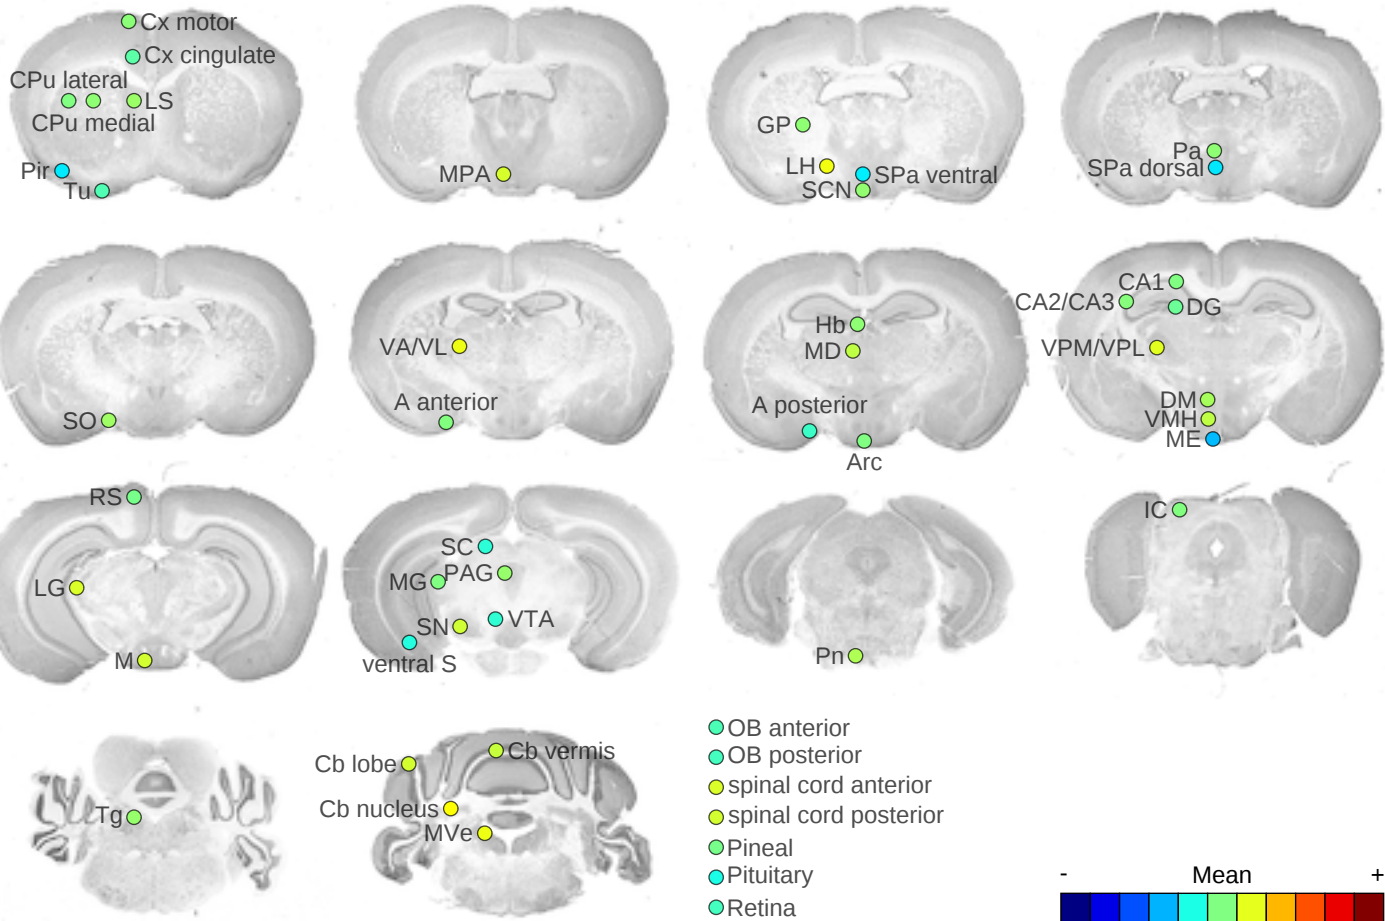 Cx motor
Cx cingulate
CPu lateral
LS
CPu medial
Pir
Tu
MPA
GP
LH
SPa ventral
SCN
Pa
SPa dorsal
SO
VA/VL
A anterior
Hb
MD
A posterior
Arc
CA1
CA2/CA3
DG
VPM/VPL
DM
VMH
ME
RS
LG
M
SC
MG
PAG
SN
VTA
ventral S
Pn
IC
Tg
Cb lobe
Cb vermis
Cb nucleus
MVe
OB anterior
OB posterior
spinal cord anterior
spinal cord posterior
Pineal
Pituitary
Retina
- Mean +